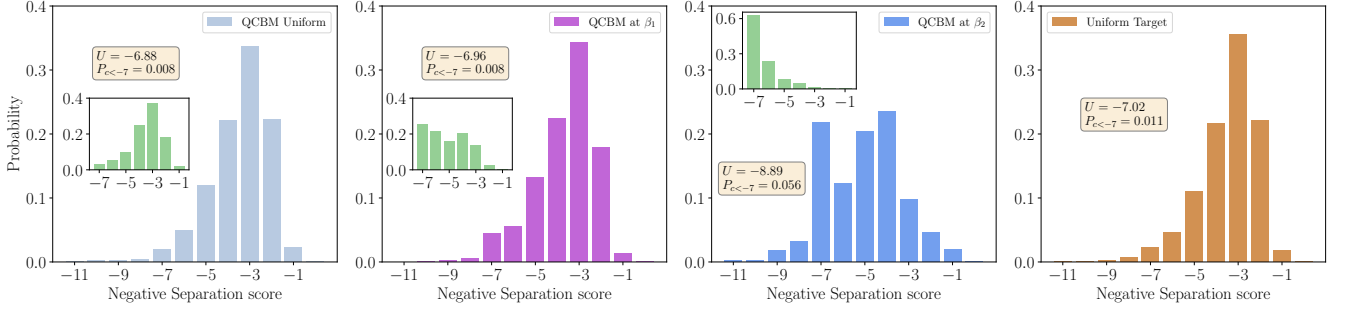 0.4
0.3
0.2
0.1
0.0
Probability
QCBM Uniform
U = −6.88
P_{c<−7} = 0.008
0.4
0.2
0.0
−7 −5 −3 −1
−11 −9 −7 −5 −3 −1
Negative Separation score
0.4
0.3
0.2
0.1
0.0
QCBM at β₁
U = −6.96
P_{c<−7} = 0.008
0.4
0.2
0.0
−7 −5 −3 −1
−11 −9 −7 −5 −3 −1
Negative Separation score
0.4
0.3
0.2
0.1
0.0
QCBM at β₂
0.6
0.3
0.0
−7 −5 −3 −1
U = −8.89
P_{c<−7} = 0.056
−11 −9 −7 −5 −3 −1
Negative Separation score
0.4
0.3
0.2
0.1
0.0
Uniform Target
U = −7.02
P_{c<−7} = 0.011
−11 −9 −7 −5 −3 −1
Negative Separation score